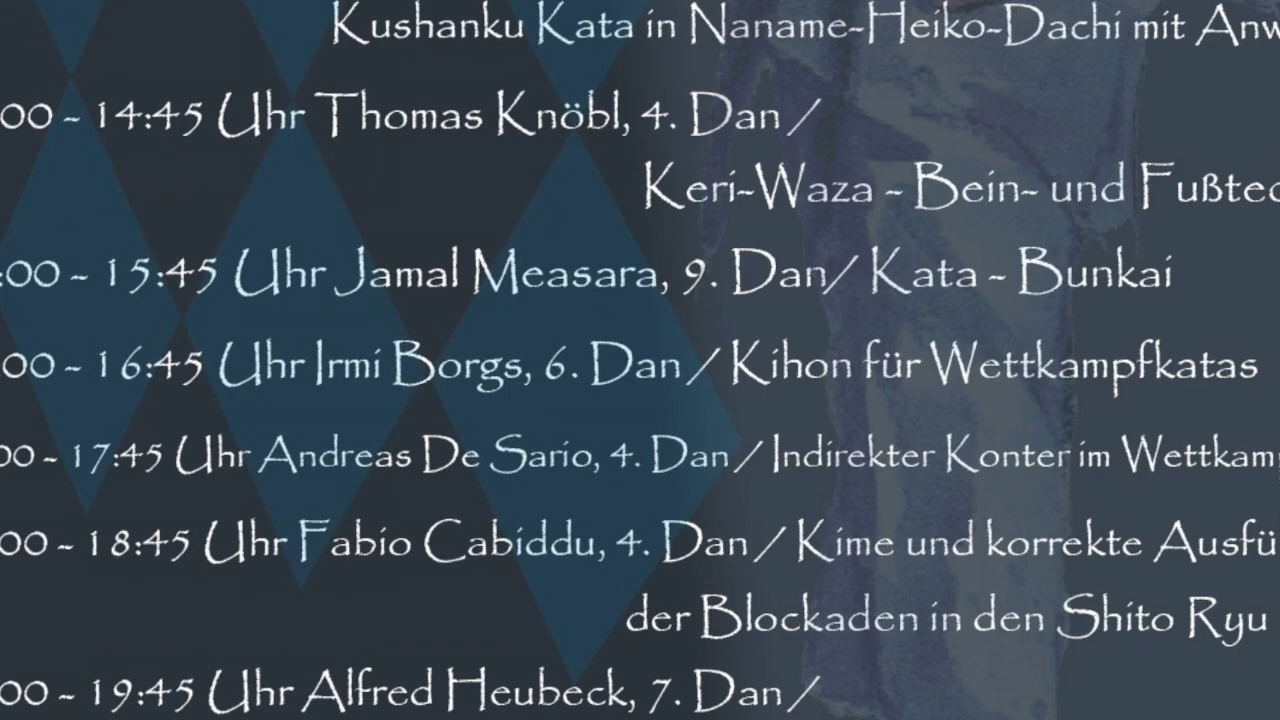 Kushanku Kata in Naname-Heiko-Dachi mit
00 - 14:45 Uhr Thomas Knöbl, 4. Dan /
Keri-Waza - Bein- und
:00 - 15:45 Uhr Jamal Measara, 9. Dan/ Kata - Bunkai
00 - 16:45 Uhr Irmi Borgs, 6. Dan / Kihon für Wettkampfkatas
00 - 17:45 Uhr Andreas De Sario, 4. Dan / Indirekter Konter im
00 - 18:45 Uhr Fabio Cabiddu, 4. Dan / Kime und korrekte
der Blockaden in den Shito Ryu
00 - 19:45 Uhr Alfred Heubeck, 7. Dan /